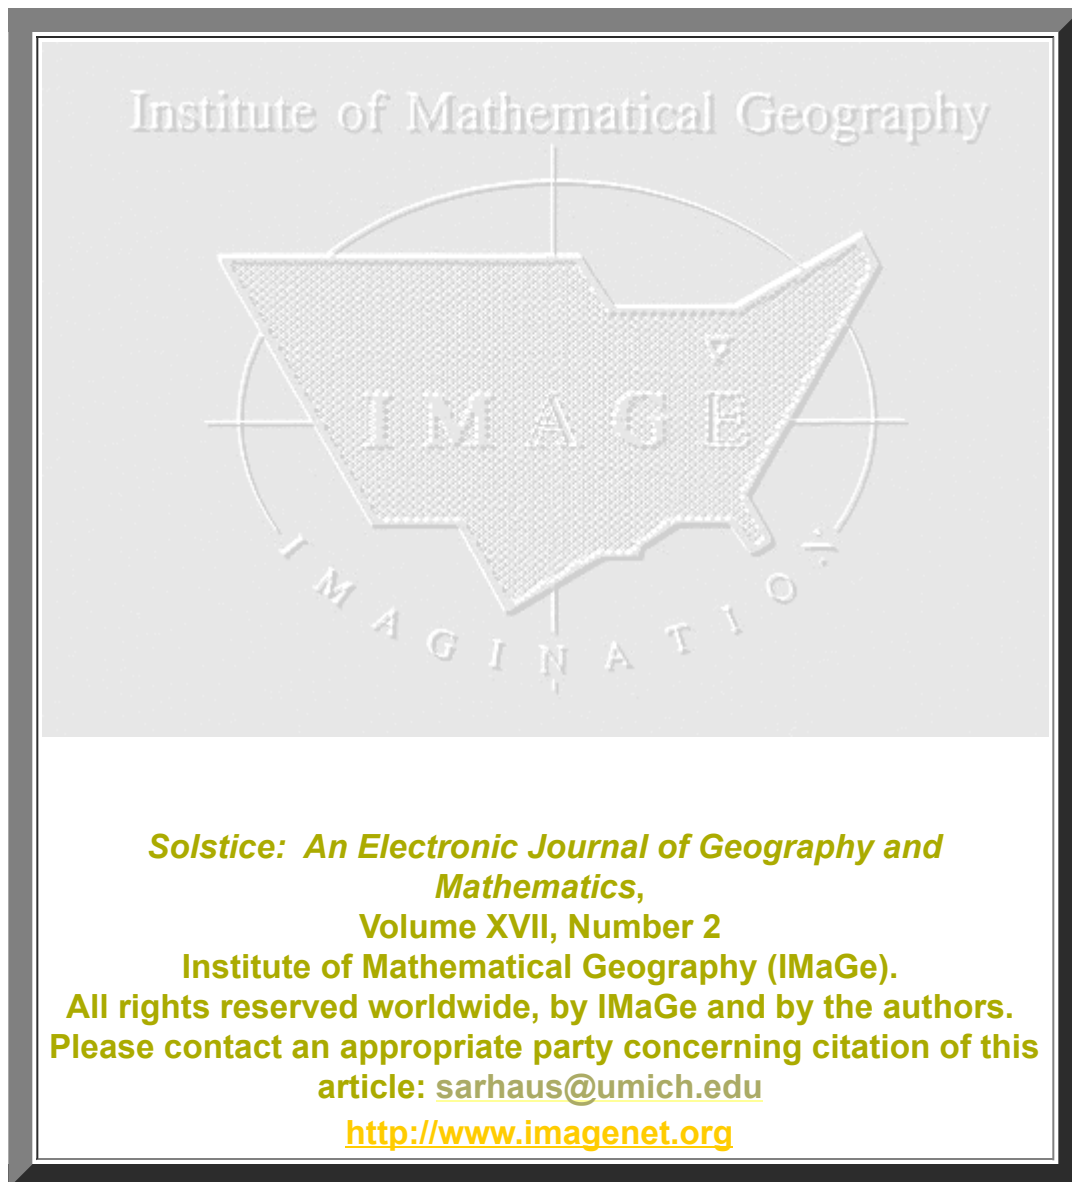 Institute of Mathematical Geography
I M A G E
I M A G I N A T I O N
Solstice:  An Electronic Journal of Geography and
Mathematics,
Volume XVII, Number 2
Institute of Mathematical Geography (IMaGe).
All rights reserved worldwide, by IMaGe and by the authors.
Please contact an appropriate party concerning citation of this
article: sarhaus@umich.edu
http://www.imagenet.org